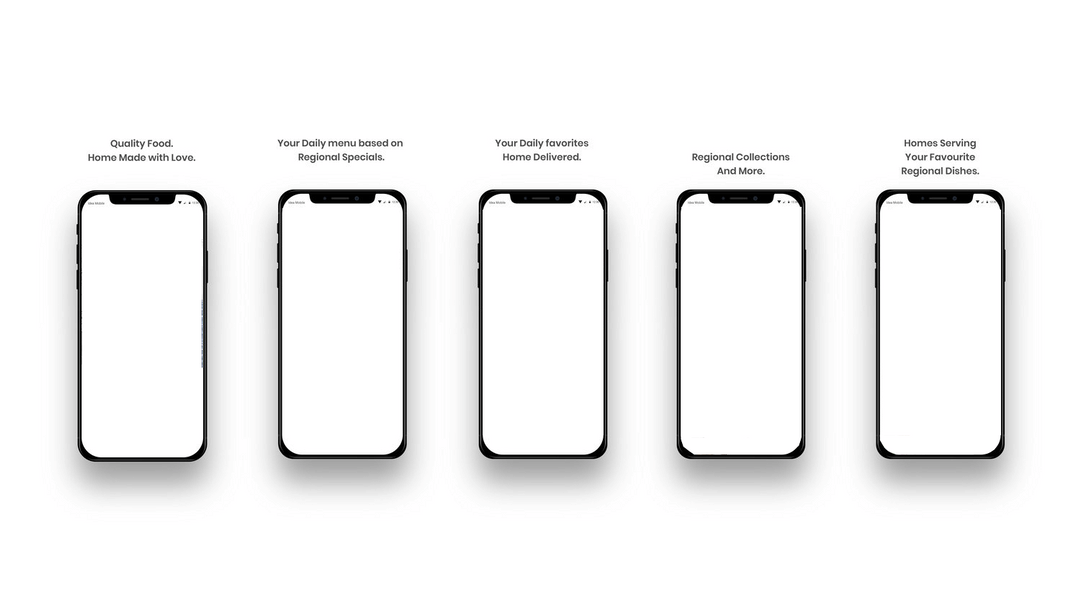 Quality Food.
Home Made with Love.
Your Daily menu based on
Regional Specials.
Your Daily favorites
Home Delivered.
Regional Collections
And More.
Homes Serving
Your Favourite
Regional Dishes.